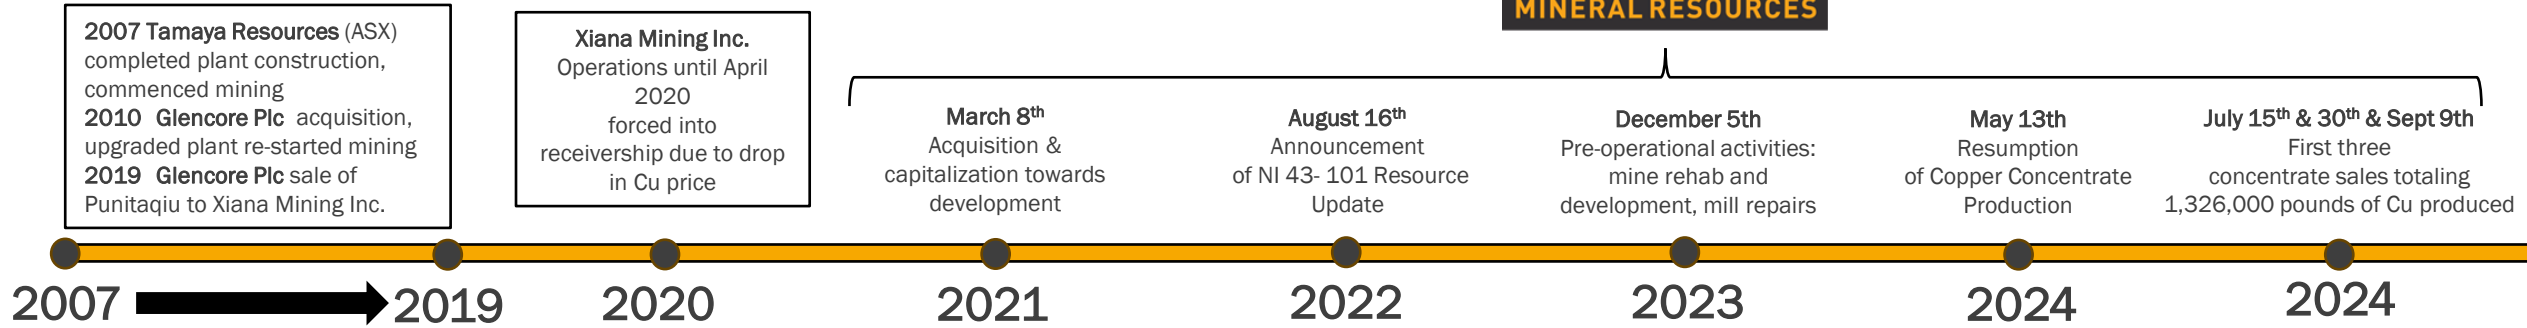 MINERAL RESOURCES
2007 Tamaya Resources (ASX)
completed plant construction,
commenced mining
2010 Glencore Plc acquisition,
upgraded plant re-started mining
2019 Glencore Plc sale of
Punitaqiu to Xiana Mining Inc.
Xiana Mining Inc.
Operations until April
2020
forced into
receivership due to drop
in Cu price
March 8th
Acquisition &
capitalization towards
development
August 16th
Announcement
of NI 43- 101 Resource
Update
December 5th
Pre-operational activities:
mine rehab and
development, mill repairs
May 13th
Resumption
of Copper Concentrate
Production
July 15th & 30th & Sept 9th
First three
concentrate sales totaling
1,326,000 pounds of Cu produced
2007
2019
2020
2021
2022
2023
2024
2024